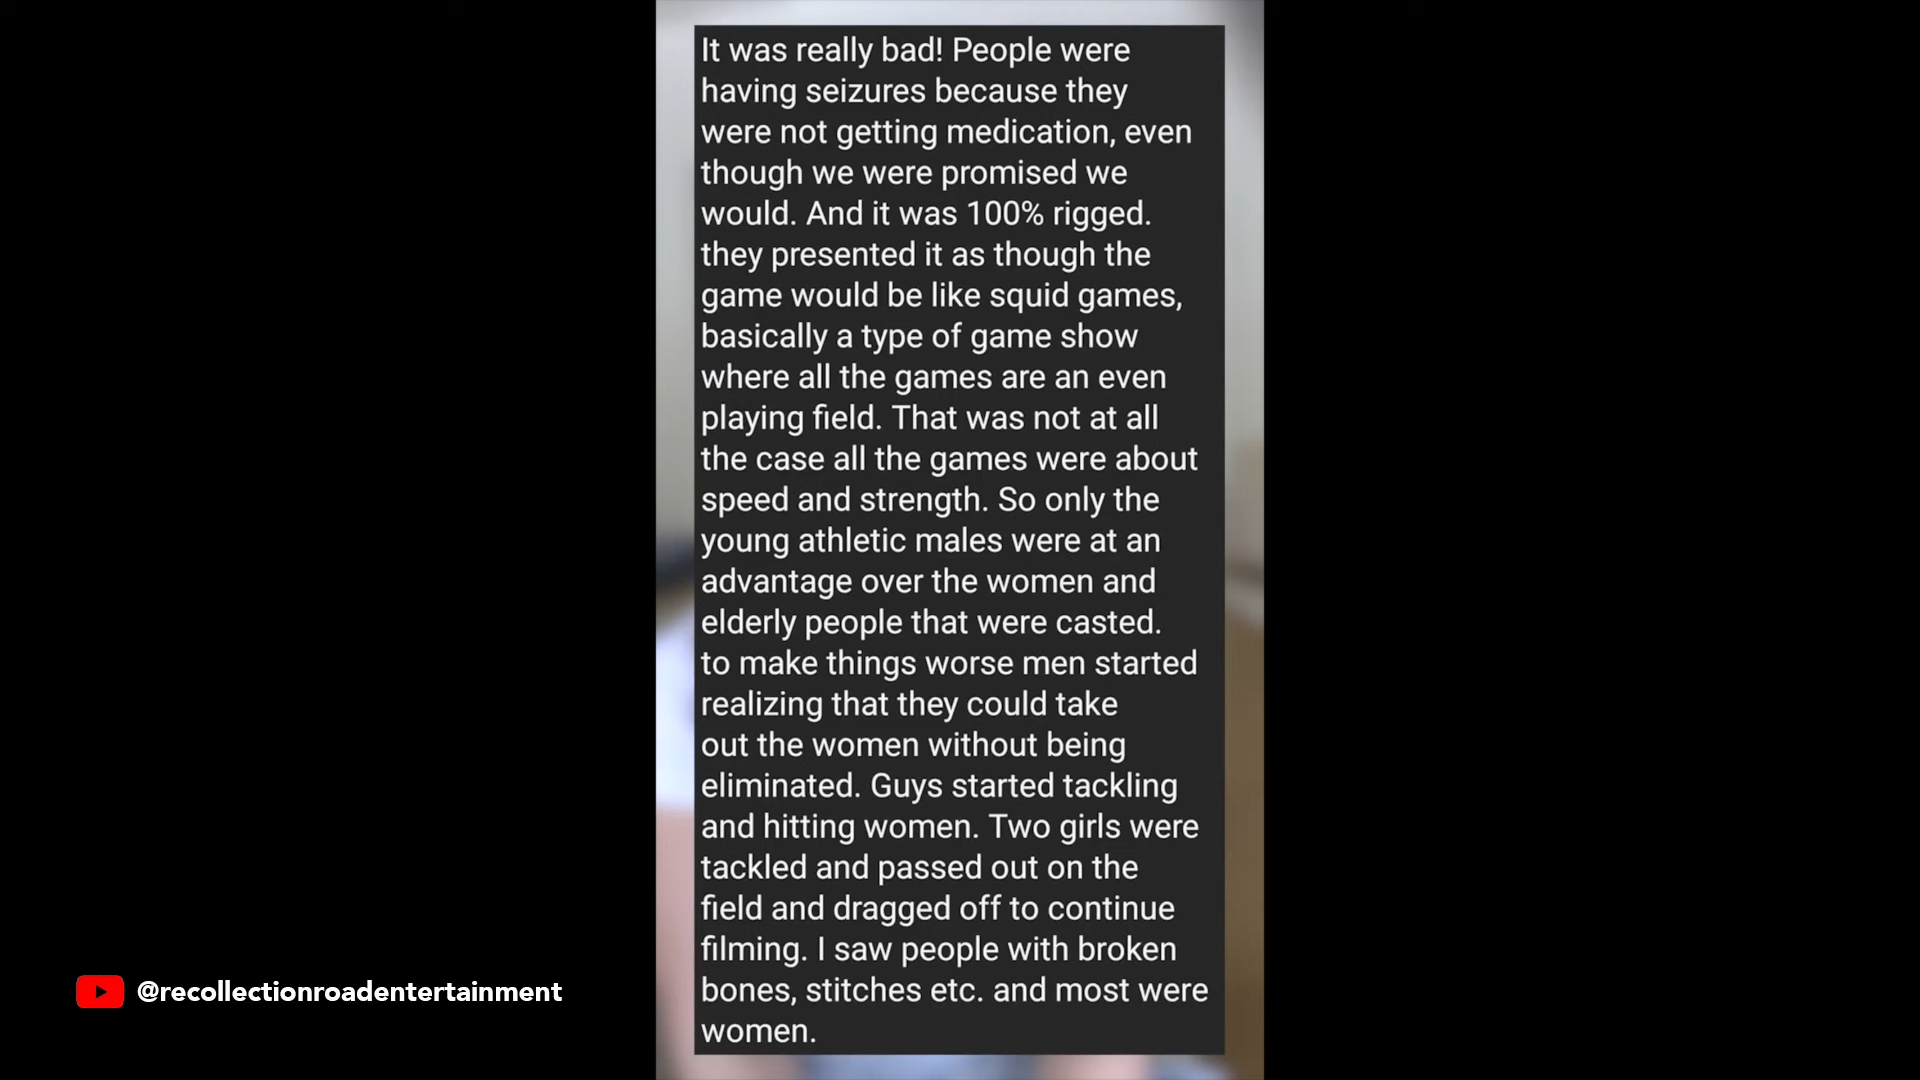 It was really bad! People were
having seizures because they
were not getting medication, even
though we were promised we
would. And it was 100% rigged.
they presented it as though the
game would be like squid games,
basically a type of game show
where all the games are an even
playing field. That was not at all
the case all the games were about
speed and strength. So only the
young athletic males were at an
advantage over the women and
elderly people that were casted.
to make things worse men started
realizing that they could take
out the women without being
eliminated. Guys started tackling
and hitting women. Two girls were
tackled and passed out on the
field and dragged off to continue
filming. I saw people with broken
bones, stitches etc. and most were
women.
@recollectionroadentertainment